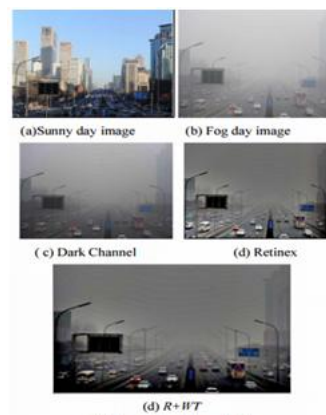 (a)Sunny day image
(b) Fog day image
( c) Dark Channel
(d) Retinex
(d) R+WT